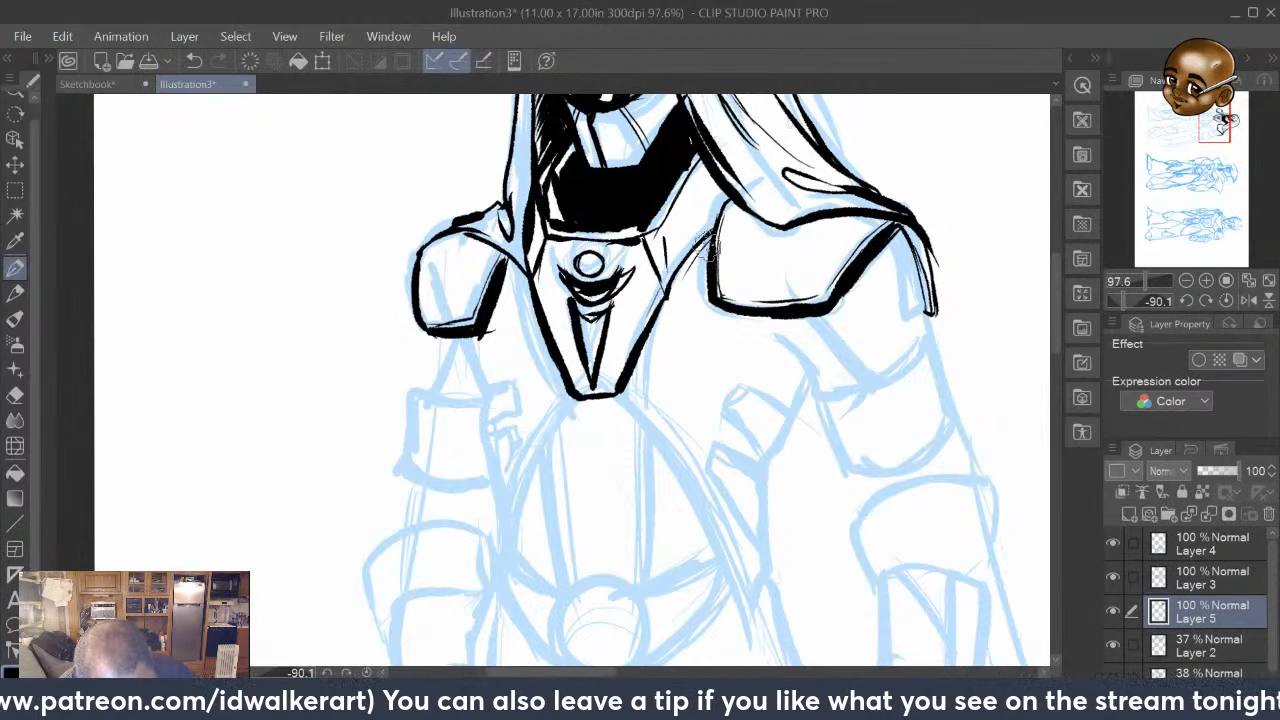 Illustration3* (11.00 x 17.00in 300dpi 97.6%) - CLIP STUDIO PAINT PRO
File Edit Animation Layer Select View Filter Window Help
Sketchbook* Illustration3*
97.6
-90.1
Layer Property
Effect
Expression color
Color
Layer
Norma 100
100 % Normal
Layer 4
100 % Normal
Layer 3
100 % Normal
Layer 5
37 % Normal
Layer 2
38 % Normal
-90.1
ww.patreon.com/idwalkerart) You can also leave a tip if you like what you see on the stream tonight